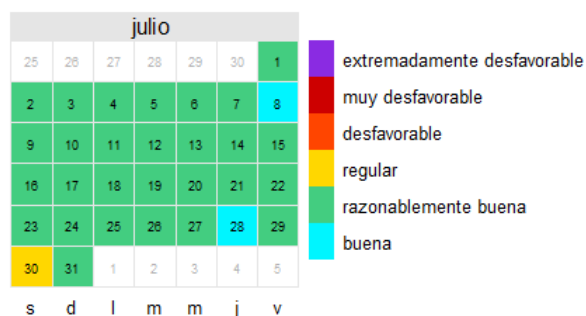 julio
25 26 27 28 29 30 1
2 3 4 5 6 7 8
9 10 11 12 13 14 15
16 17 18 19 20 21 22
23 24 25 26 27 28 29
30 31 1 2 3 4 5
s d l m m j v
extremadamente desfavorable
muy desfavorable
desfavorable
regular
razonablemente buena
buena